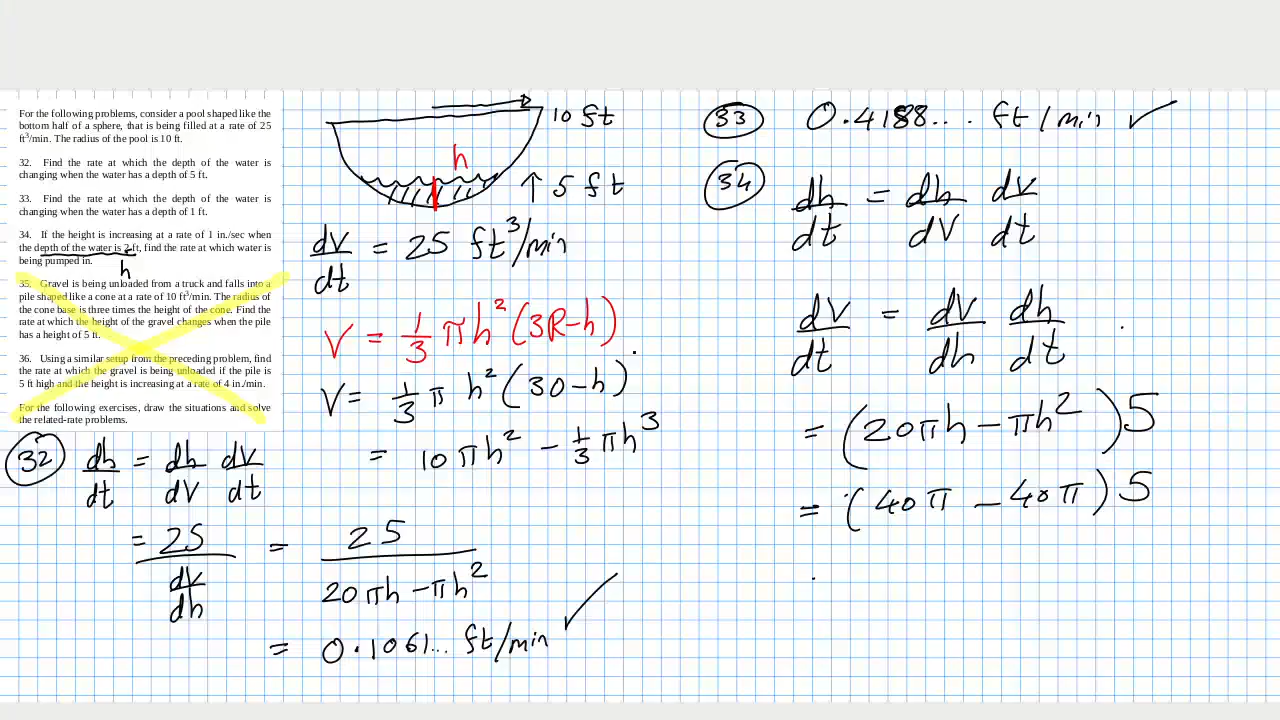 For the following problems, consider a pool shaped like the
bottom half of a sphere, that is being filled at a rate of 25
ft³/min. The radius of the pool is 10 ft.
32. Find the rate at which the depth of the water is
changing when the water has a depth of 5 ft.
33. Find the rate at which the depth of the water is
changing when the water has a depth of 1 ft.
34. If the height is increasing at a rate of 1 in./sec when
the depth of the water is 2 ft, find the rate at which water is
being pumped in.
h
35. Gravel is being unloaded from a truck and falls into a
pile shaped like a cone at a rate of 10 ft³/min. The radius of
the cone base is three times the height of the cone. Find the
rate at which the height of the gravel changes when the pile
has a height of 5 ft.
36. Using a similar setup from the preceding problem, find
the rate at which the gravel is being unloaded if the pile is
5 ft high and the height is increasing at a rate of 4 in./min.
For the following exercises, draw the situations and solve
the related-rate problems.
32 dh/dt = dh/dV dV/dt
= 25/(dV/dh) = 25/(20πh − πh²)
= 0.1061... ft/min ✓
10 ft
h
↑ 5 ft
dV/dt = 25 ft³/min
V = 1/3 πh² (3R−h)
V = 1/3 π h² (30−h)
= 10πh² − 1/3 πh³
33 0.4188... ft/min ✓
34 dh/dt = dh/dV dV/dt
dV/dt = dV/dh dh/dt
= (20πh − πh²) 5
= (40π − 40π) 5